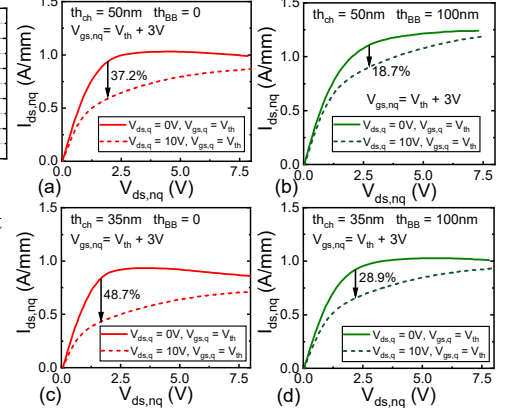 1.5
1.0
0.5
0.0
I_ds,nq (A/mm)
th_ch = 50nm th_BB = 0
V_gs,nq = V_th + 3V
37.2%
V_ds,q = 0V, V_gs,q = V_th
V_ds,q = 10V, V_gs,q = V_th
0.0 2.5 5.0 7.5
(a) V_ds,nq (V)
1.5
1.0
0.5
0.0
I_ds,nq (A/mm)
th_ch = 50nm th_BB = 100nm
18.7%
V_gs,nq = V_th + 3V
V_ds,q = 0V, V_gs,q = V_th
V_ds,q = 10V, V_gs,q = V_th
0.0 2.5 5.0 7.5
(b) V_ds,nq (V)
1.5
1.0
0.5
0.0
I_ds,nq (A/mm)
th_ch = 35nm th_BB = 0
V_gs,nq = V_th + 3V
48.7%
V_ds,q = 0V, V_gs,q = V_th
V_ds,q = 10V, V_gs,q = V_th
0.0 2.5 5.0 7.5
(c) V_ds,nq (V)
1.5
1.0
0.5
0.0
I_ds,nq (A/mm)
th_ch = 35nm th_BB = 100nm
V_gs,nq = V_th + 3V
28.9%
V_ds,q = 0V, V_gs,q = V_th
V_ds,q = 10V, V_gs,q = V_th
0.0 2.5 5.0 7.5
(d) V_ds,nq (V)